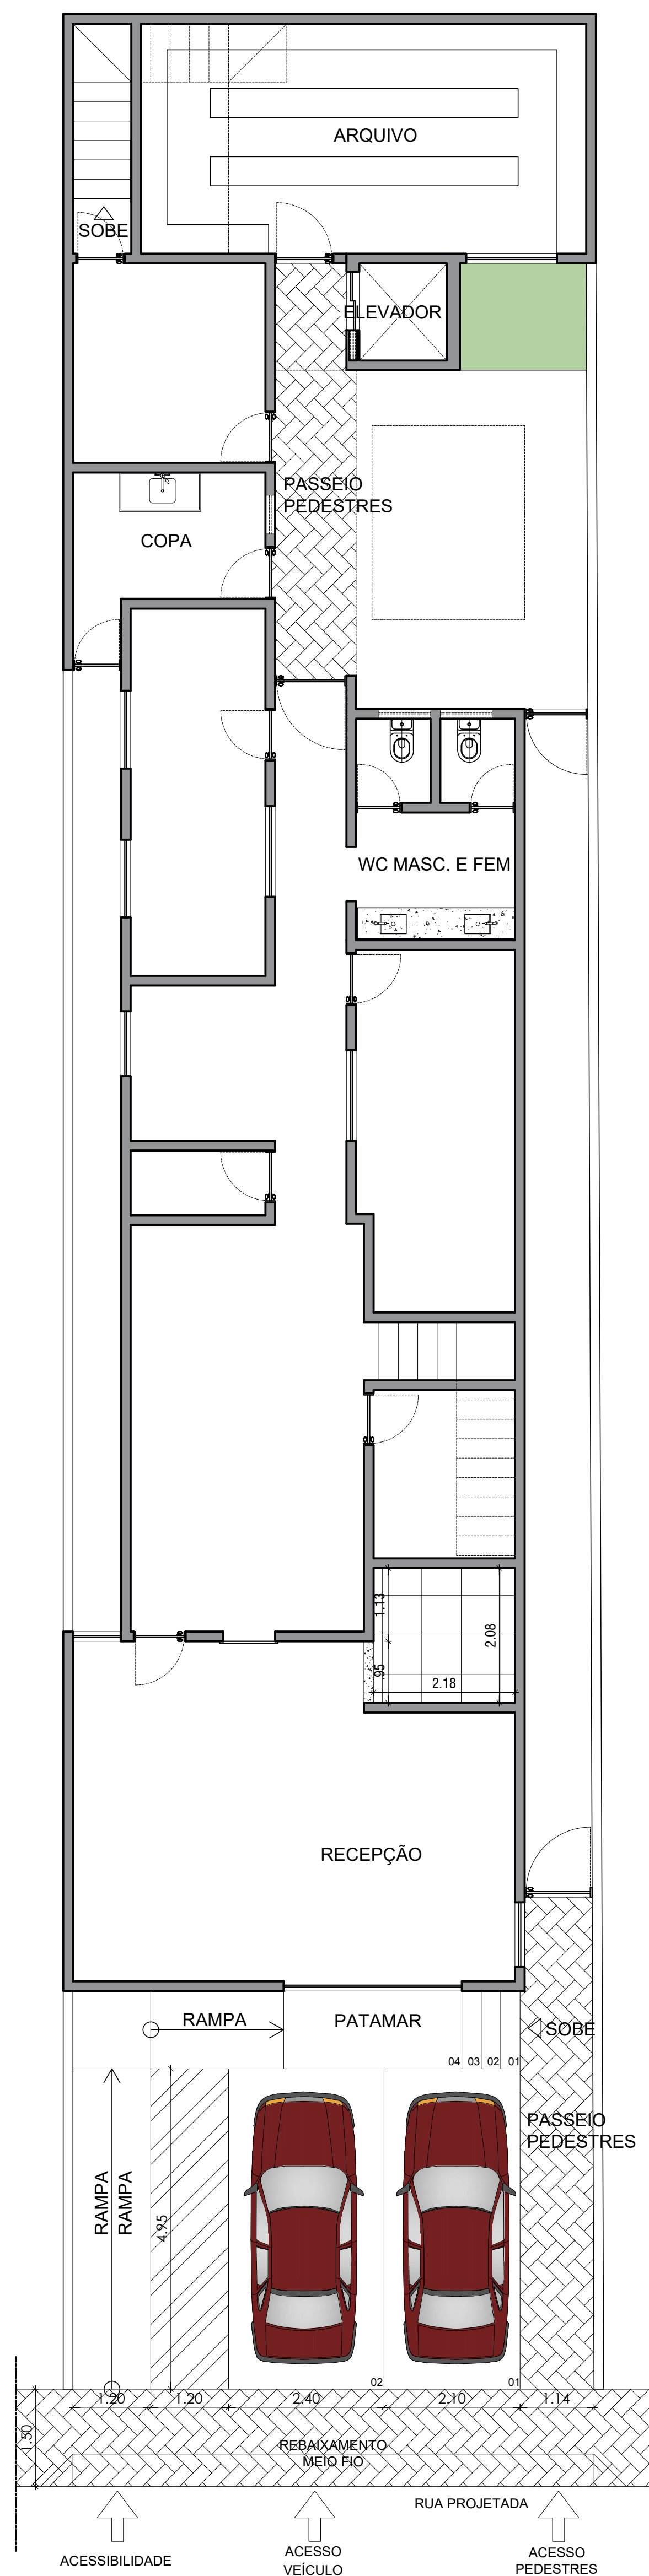 ARQUIVO
SOBE
ELEVADOR
PASSEIO
PEDESTRES
COPA
WC MASC. E FEM
1.13
2.08
.95
2.18
RECEPÇÃO
RAMPA
PATAMAR
SOBE
04 03 02 01
PASSEIO
PEDESTRES
RAMPA
RAMPA
4.95
02
01
1.20
1.20
2.40
2.10
1.14
1.50
REBAIXAMENTO
MEIO FIO
RUA PROJETADA
ACESSIBILIDADE
ACESSO
VEÍCULO
ACESSO
PEDESTRES